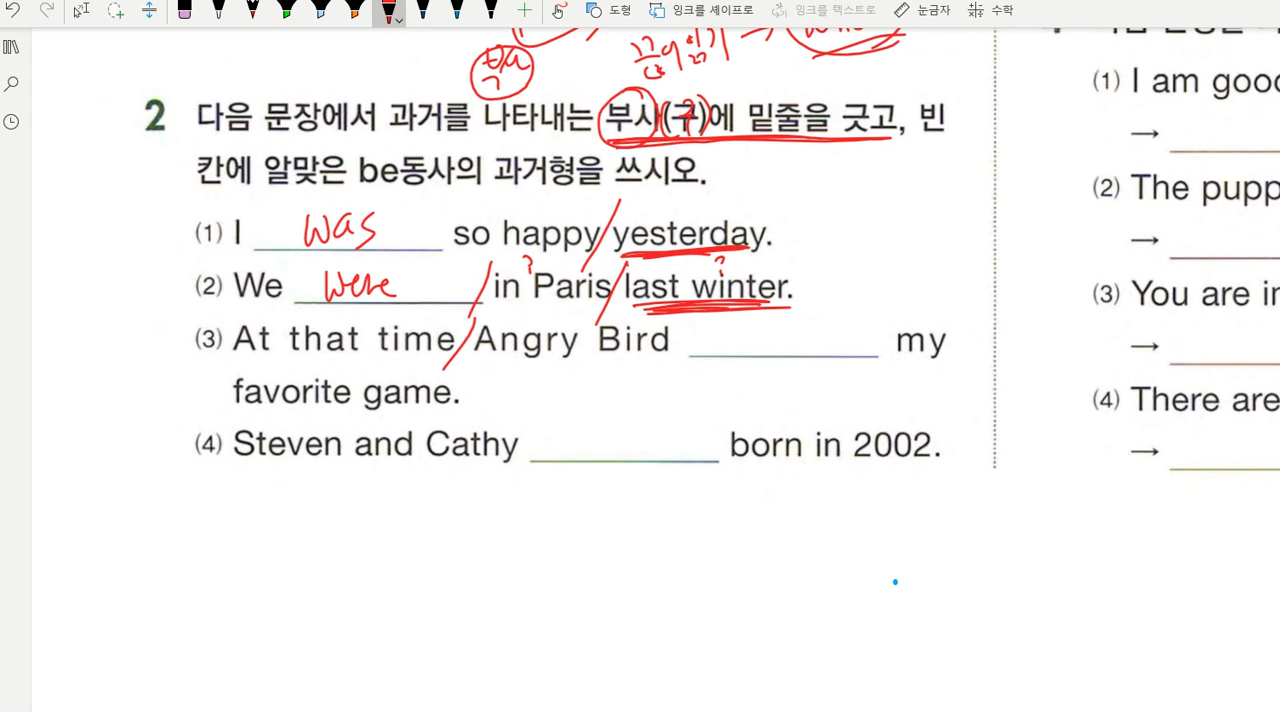 도형 잉크를 셰이프로 잉크를 텍스트로 눈금자 수학
끊어읽기 →
부사
2 다음 문장에서 과거를 나타내는 부사(구)에 밑줄을 긋고, 빈
칸에 알맞은 be동사의 과거형을 쓰시오.
(1) I was so happy / yesterday.
(2) We were / in Paris / last winter.
? ?
(3) At that time / Angry Bird ________ my
favorite game.
(4) Steven and Cathy ________ born in 2002.
(1) I am good
→
(2) The pupp
→
(3) You are in
→
(4) There are
→